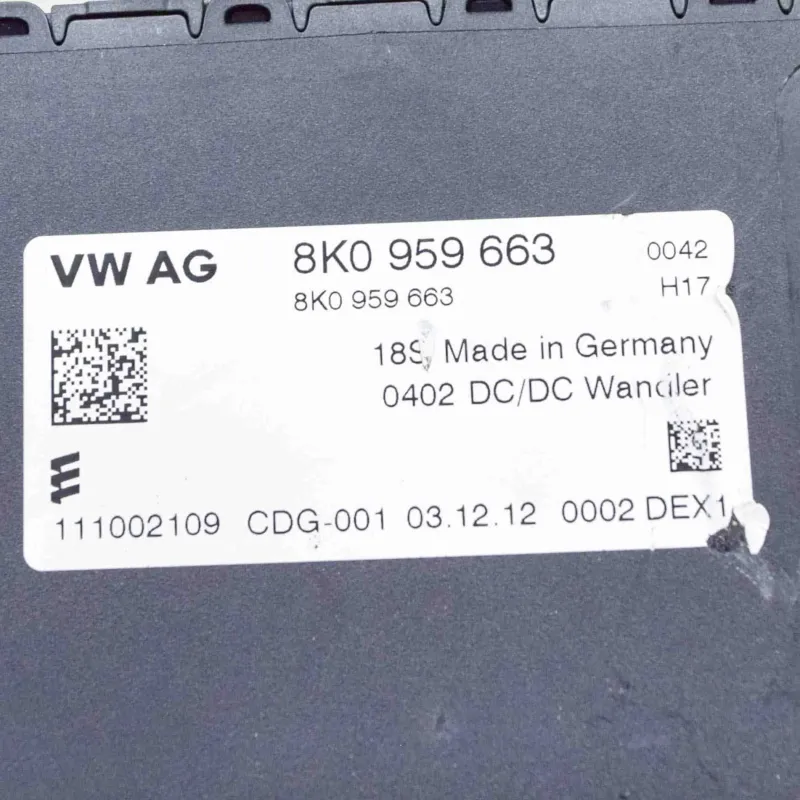 VW AG 8K0 959 663 0042
8K0 959 663 H17
Made in Germany
0402 DC/DC Wandler
111002109 CDG-001 03.12.12 0002 DEX1